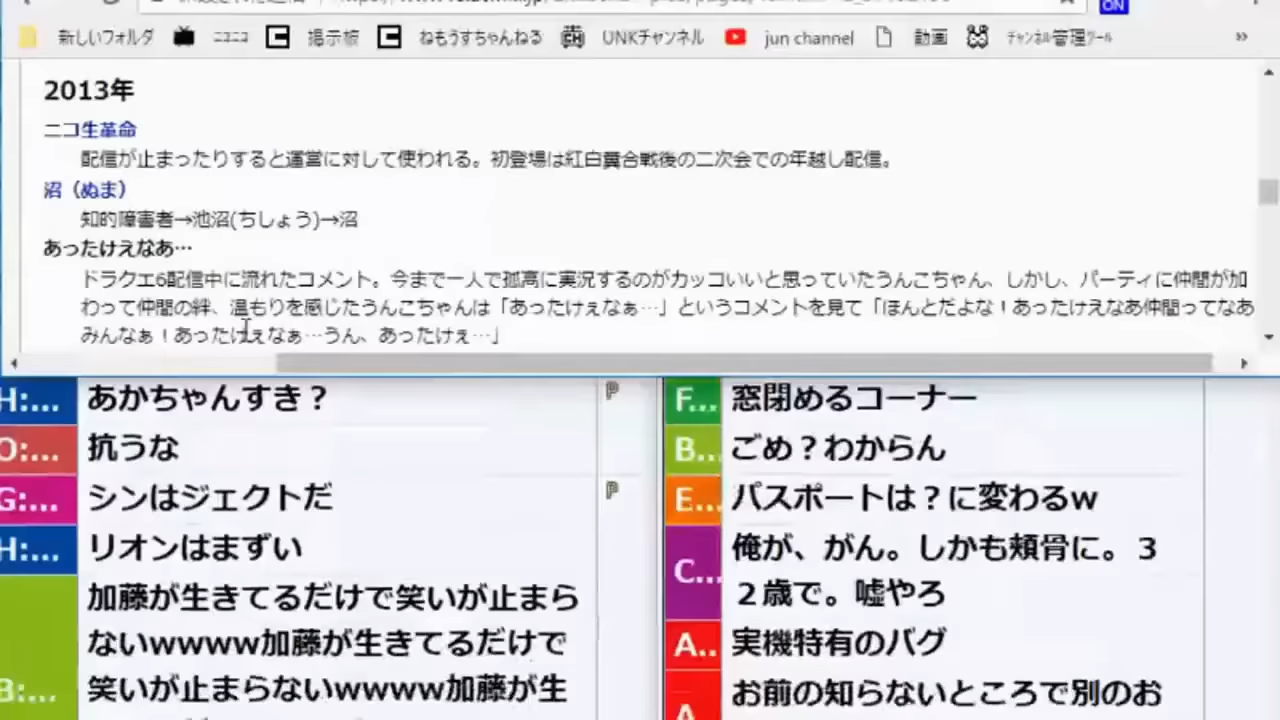 新しいフォルダ ニコニコ 掲示板 ねもうすちゃんねる UNKチャンネル jun channel 動画 チャンネル管理ツール »
ON
2013年
ニコ生革命
配信が止まったりすると運営に対して使われる。初登場は紅白糞合戦後の二次会での年越し配信。
沼（ぬま）
知的障害者→池沼(ちしょう)→沼
あったけえなあ…
ドラクエ6配信中に流れたコメント。今まで一人で孤高に実況するのがカッコいいと思っていたうんこちゃん、しかし、パーティに仲間が加
わって仲間の絆、温もりを感じたうんこちゃんは「あったけぇなぁ…」というコメントを見て「ほんとだよな！あったけえなあ仲間ってなあ
みんなぁ！あったけぇなぁ…うん、あったけぇ…」
H:... あかちゃんすき？ P
O:... 抗うな
G:... シンはジェクトだ P
H:... リオンはまずい
B:... 加藤が生きてるだけで笑いが止まら
ないwwww加藤が生きてるだけで
笑いが止まらないwwww加藤が生
F... 窓閉めるコーナー
B... ごめ？わからん
E... パスポートは？に変わるw
C... 俺が、がん。しかも頬骨に。３
２歳で。嘘やろ
A.. 実機特有のバグ
A お前の知らないところで別のお